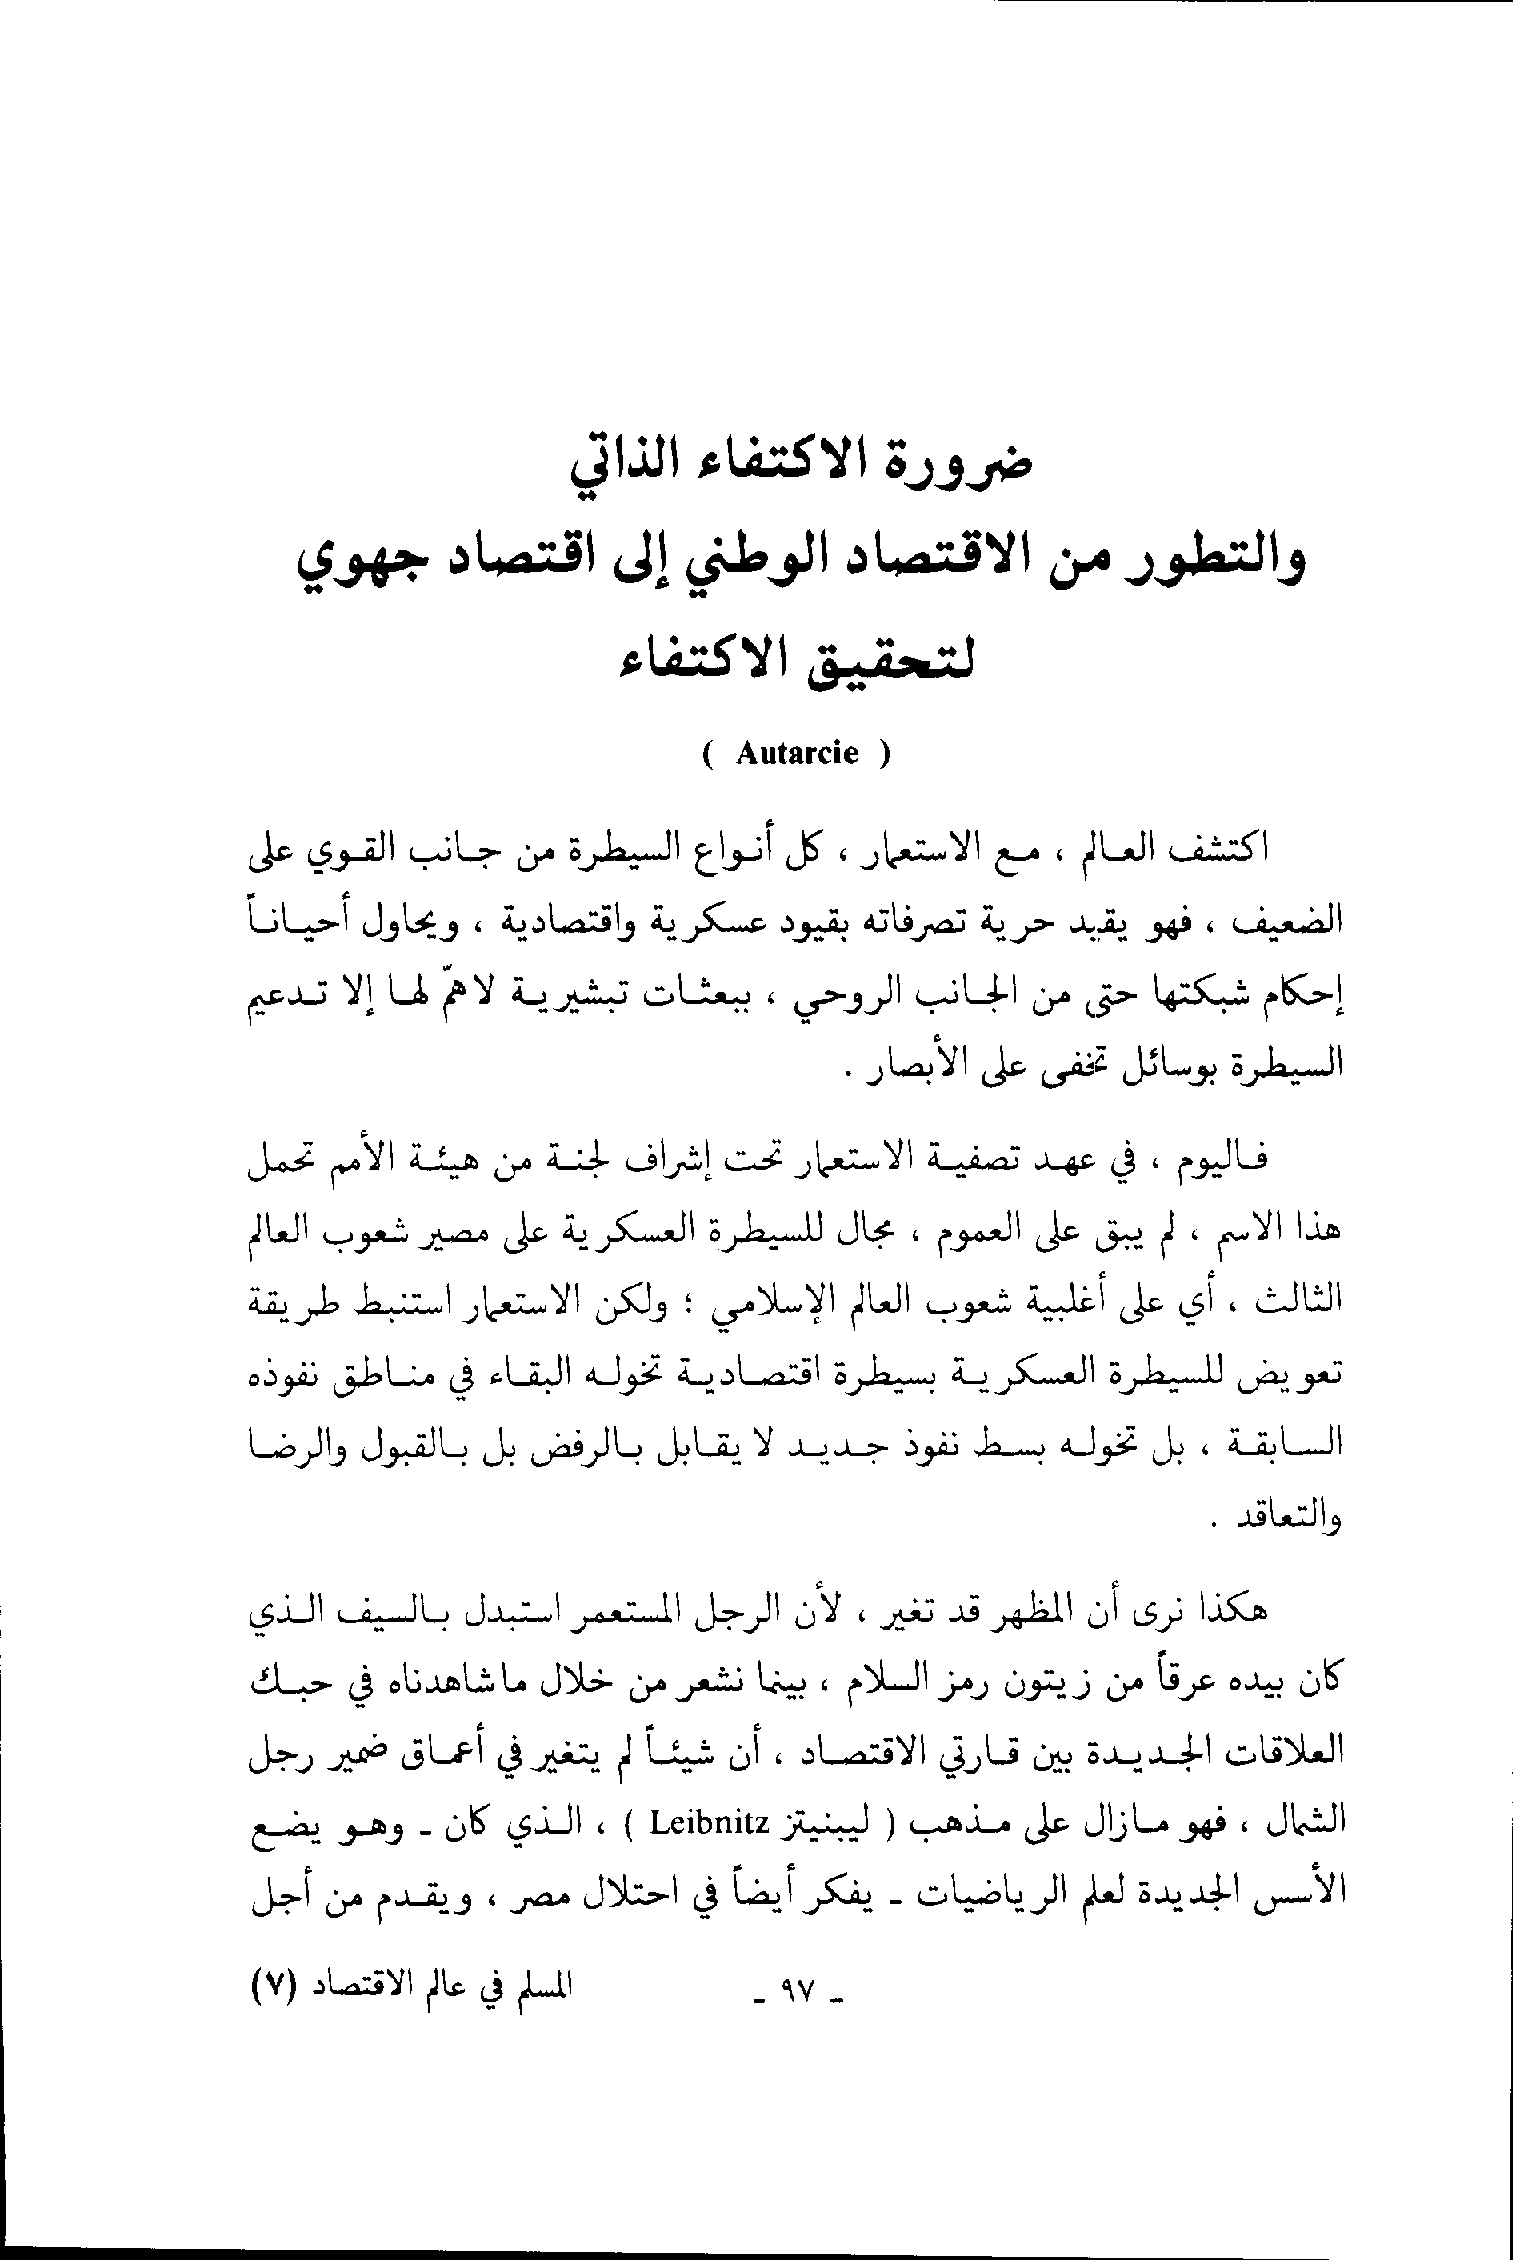 ضرورة الاكتفاء الذاتي
والتطور من الاقتصاد الوطني إلى اقتصاد جهوي
لتحقيق الاكتفاء
( Autarcie )
اكتشف العالم ، مع الاستعمار ، كل أنواع السيطرة من جانب القوي على
الضعيف ، فهو يقيد حرية تصرفاته بقيود عسكرية واقتصادية ، ويحاول أحياناً
إحكام شبكتها حتى من الجانب الروحي ، ببعثات تبشيرية لاهمّ لها إلا تدعيم
السيطرة بوسائل تخفى على الأبصار .
فاليوم ، في عهد تصفية الاستعمار تحت إشراف لجنة من هيئة الأمم تحمل
هذا الاسم ، لم يبق على العموم ، مجال للسيطرة العسكرية على مصير شعوب العالم
الثالث ، أي على أغلبية شعوب العالم الإسلامي ؛ ولكن الاستعمار استنبط طريقة
تعويض للسيطرة العسكرية بسيطرة اقتصادية تخوله البقاء في مناطق نفوذه
السابقة ، بل تخوله بسط نفوذ جديد لا يقابل بالرفض بل بالقبول والرضا
والتعاقد .
هكذا نرى أن المظهر قد تغير ، لأن الرجل المستعمر استبدل بالسيف الذي
كان بيده عرقاً من زيتون رمز السلام ، بينما نشعر من خلال ماشاهدناه في حبك
العلاقات الجديدة بين قارتي الاقتصاد ، أن شيئاً لم يتغير في أعماق ضمير رجل
الشمال ، فهو مازال على مذهب ( ليبنيتز Leibnitz ) ، الذي كان - وهو يضع
الأسس الجديدة لعلم الرياضيات - يفكر أيضاً في احتلال مصر ، ويقدم من أجل
- ٩٧ -
المسلم في عالم الاقتصاد (٧)